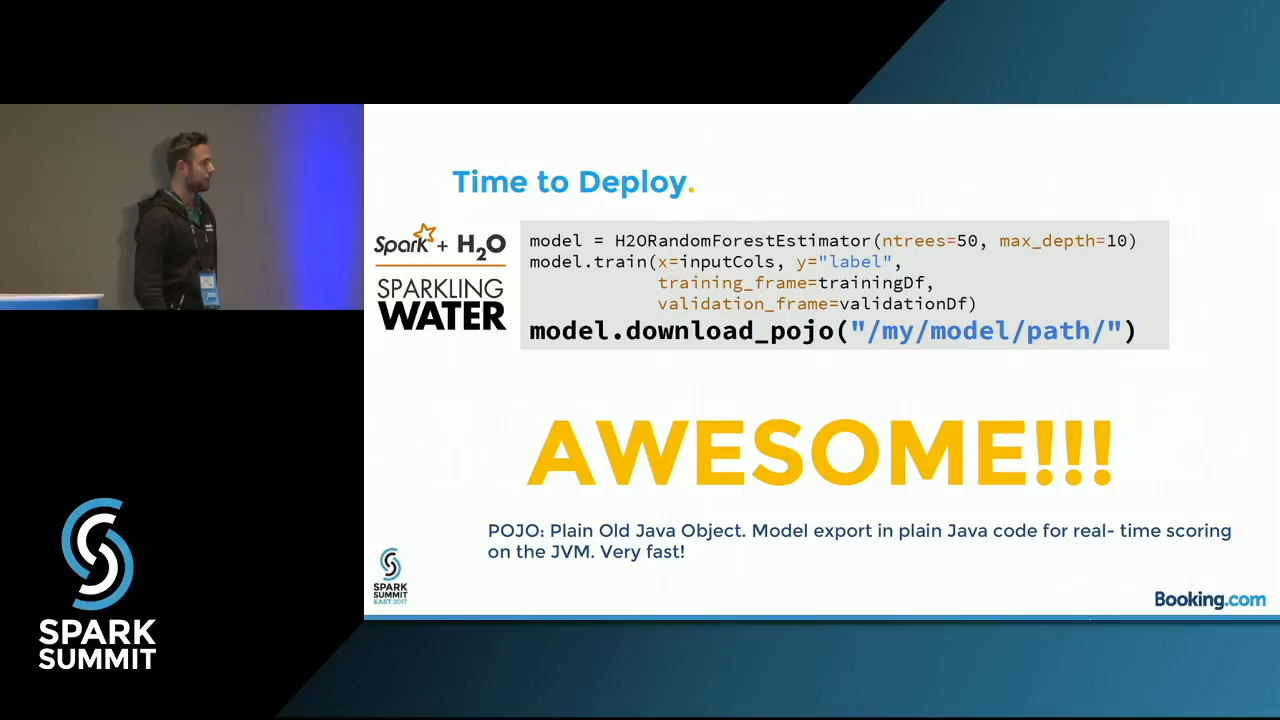 Time to Deploy.
Spark + H2O
SPARKLING
WATER
model = H2ORandomForestEstimator(ntrees=50, max_depth=10)
model.train(x=inputCols, y="label",
training_frame=trainingDf,
validation_frame=validationDf)
model.download_pojo("/my/model/path/")
AWESOME!!!
POJO: Plain Old Java Object. Model export in plain Java code for real- time scoring
on the JVM. Very fast!
SPARK
SUMMIT
EAST 2017
Booking.com
SPARK
SUMMIT